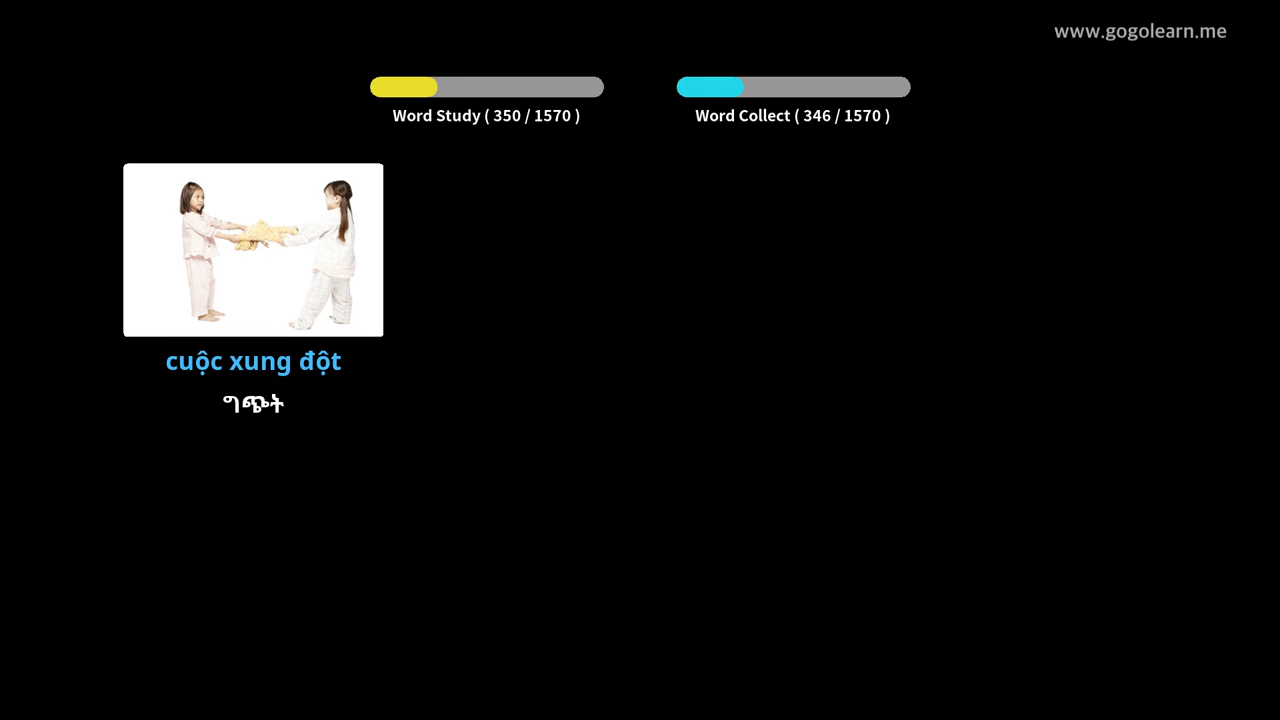 www.gogolearn.me
Word Study ( 350 / 1570 )
Word Collect ( 346 / 1570 )
cuộc xung đột
ግጭት